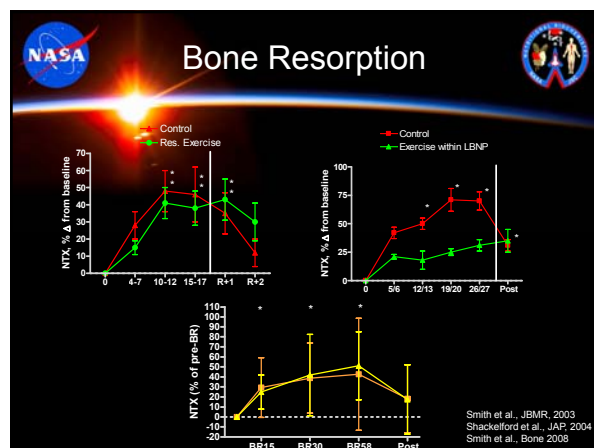 NASA
Bone Resorption
Control
Res. Exercise
NTX, % Δ from baseline
70
60
50
40
30
20
10
0
* * * * * *
0 4-7 10-12 15-17 R+1 R+2
Control
Exercise within LBNP
NTX, % Δ from baseline
100
75
50
25
0
* * * *
0 5/6 12/13 19/20 26/27 Post
NTX (% of pre-BR)
110
100
90
80
70
60
50
40
30
20
10
0
-10
-20
* * *
BR15 BR30 BR58 Post
Smith et al., JBMR, 2003
Shackelford et al., JAP, 2004
Smith et al., Bone 2008